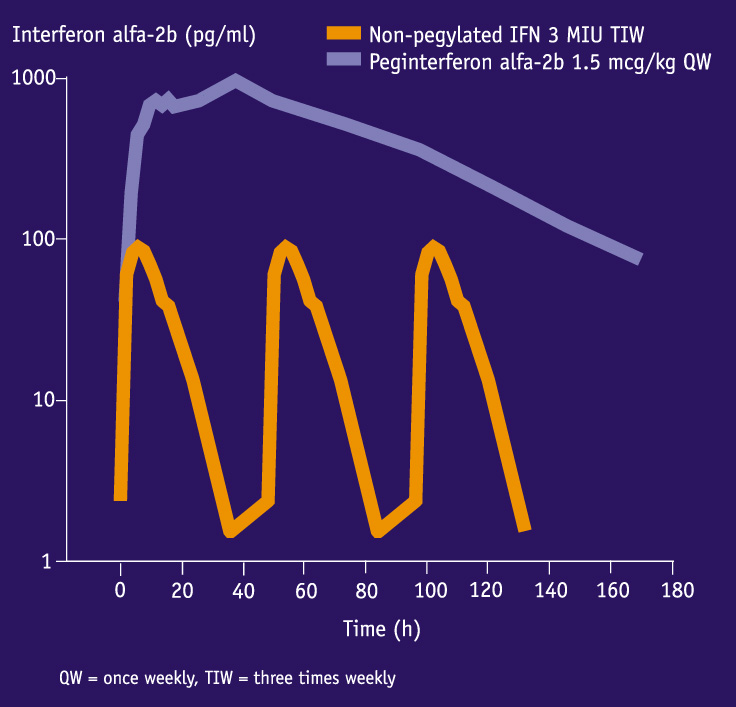 Interferon alfa-2b (pg/ml)
Non-pegylated IFN 3 MIU TIW
Peginterferon alfa-2b 1.5 mcg/kg QW
1000
100
10
1
0 20 40 60 80 100 120 140 160 180
Time (h)
QW = once weekly, TIW = three times weekly